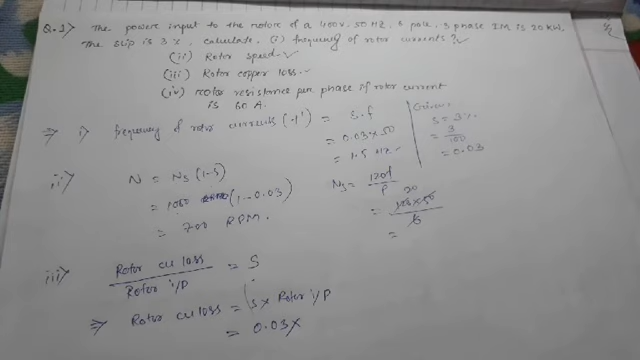 Q.3) The power input to the rotor of a 400V, 50 HZ, 6 pole, 3 phase IM is 20 KW.
The slip is 3 %. calculate, (i) frequency of rotor currents ?
(ii) Rotor speed
(iii) Rotor copper loss.
(iv) rotor resistance per phase if rotor current
is 60 A.
⇒ i) frequency of rotor currents (f') = s.f
= 0.03×50
= 1.5 HZ
Given:
S = 3%
= 3/100
= 0.03
ii) N = Ns (1-S)
= 1000 (1-0.03)
= 700 RPM.
Ns = 120f/P
= 120×50/6
=
iii) Rotor cu loss/Rotor i/P = S
⇒ Rotor cu loss = S × Rotor i/P
= 0.03×